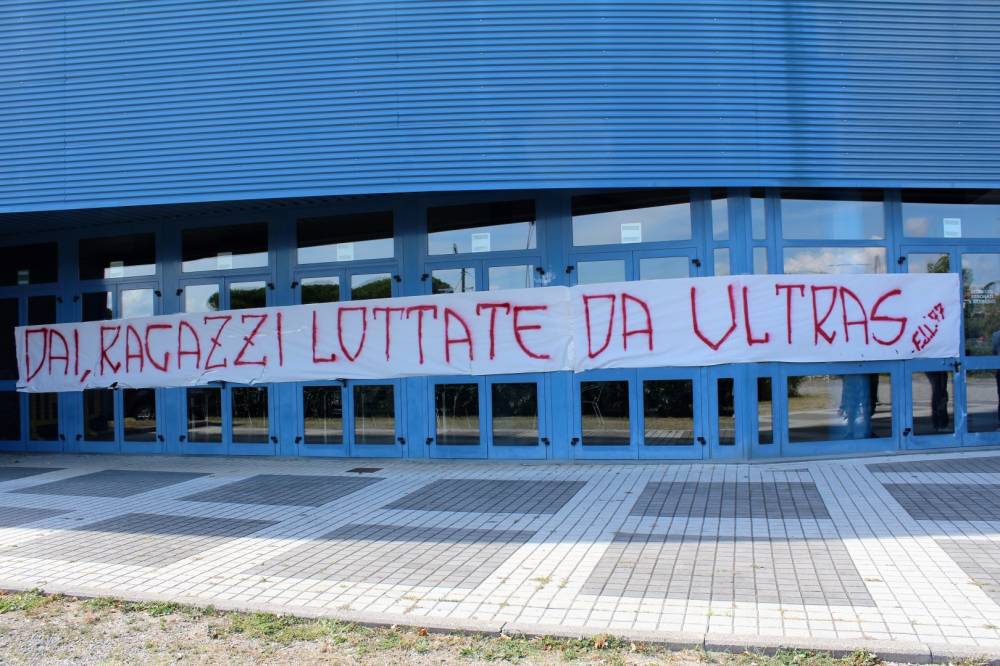 DAI, RAGAZZI LOTTATE DA ULTRAS